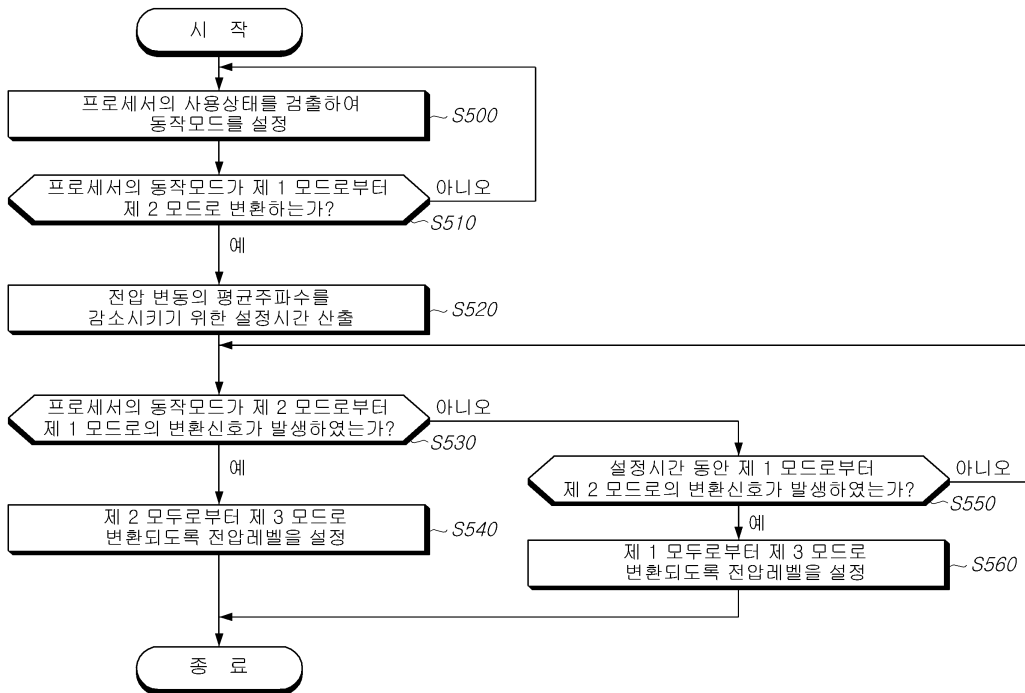 시 작
프로세서의 사용상태를 검출하여
동작모드를 설정
S500
프로세서의 동작모드가 제 1 모드로부터
제 2 모드로 변환하는가?
아니오
S510
예
전압 변동의 평균주파수를
감소시키기 위한 설정시간 산출
S520
프로세서의 동작모드가 제 2 모드로부터
제 1 모드로의 변환신호가 발생하였는가?
아니오
S530
예
설정시간 동안 제 1 모드로부터
제 2 모드로의 변환신호가 발생하였는가?
아니오
S550
예
제 2 모두로부터 제 3 모드로
변환되도록 전압레벨을 설정
S540
제 1 모두로부터 제 3 모드로
변환되도록 전압레벨을 설정
S560
종 료